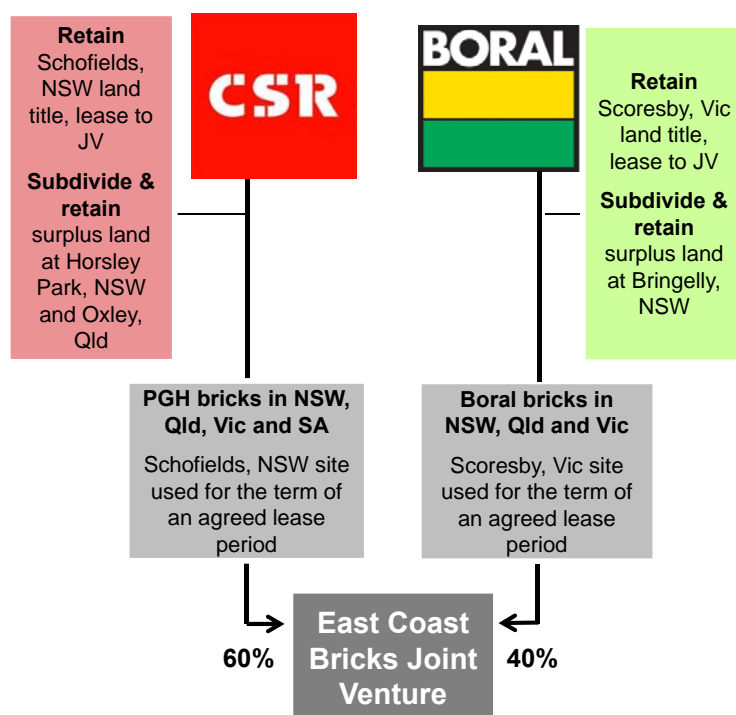 Retain
Schofields,
NSW land
title, lease to
JV
Subdivide &
retain
surplus land
at Horsley
Park, NSW
and Oxley,
Qld
CSR
BORAL
Retain
Scoresby, Vic
land title,
lease to JV
Subdivide &
retain
surplus land
at Bringelly,
NSW
PGH bricks in NSW,
Qld, Vic and SA
Schofields, NSW site
used for the term of
an agreed lease
period
Boral bricks in
NSW, Qld and Vic
Scoresby, Vic site
used for the term of
an agreed lease
period
60%
East Coast
Bricks Joint
Venture
40%